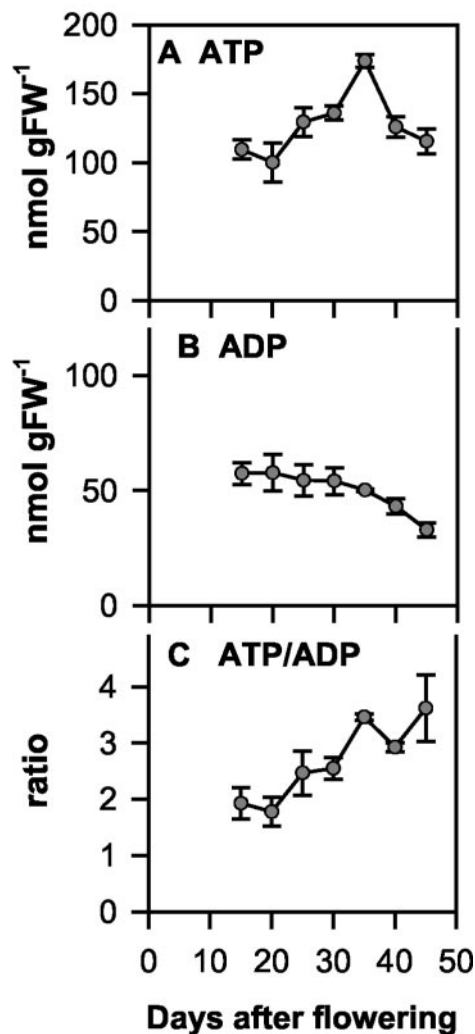 200
A ATP
150
100
50
0
nmol gFW⁻¹
B ADP
100
50
0
nmol gFW⁻¹
C ATP/ADP
4
3
2
1
0
ratio
0 10 20 30 40 50
Days after flowering